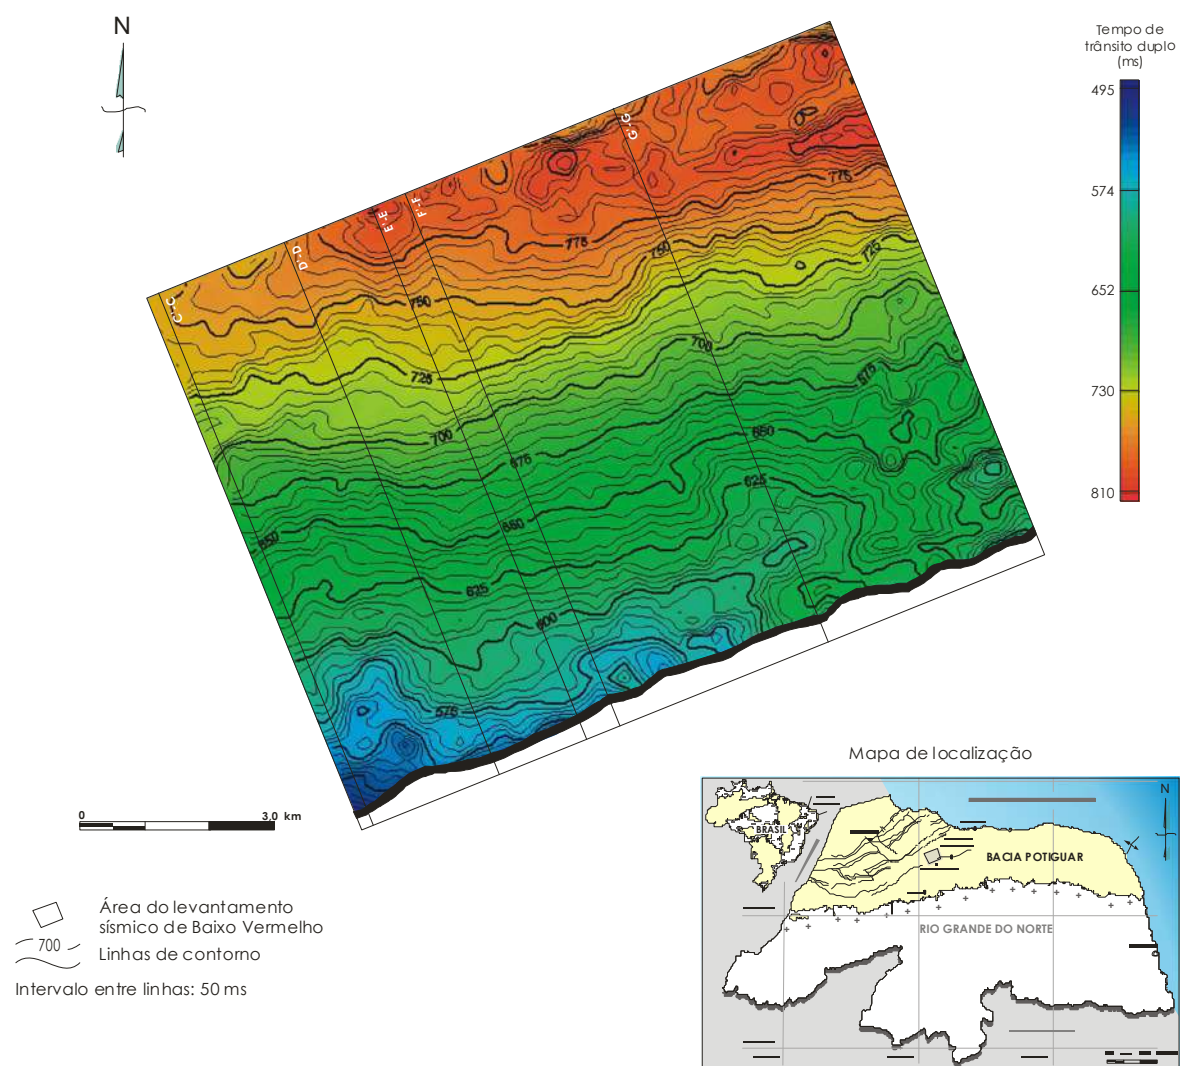 N
Tempo de
trânsito duplo
(ms)
495
574
652
730
810
G'-G
E'-E
F'-F
D'-D
C'-C
775
775
750
725
750
700
725
675
700
650
675
625
650
650
625
600
575
Mapa de localização
0 3,0 km
N
BRASIL
BACIA POTIGUAR
RIO GRANDE DO NORTE
Área do levantamento
sísmico de Baixo Vermelho
700
Linhas de contorno
Intervalo entre linhas: 50 ms